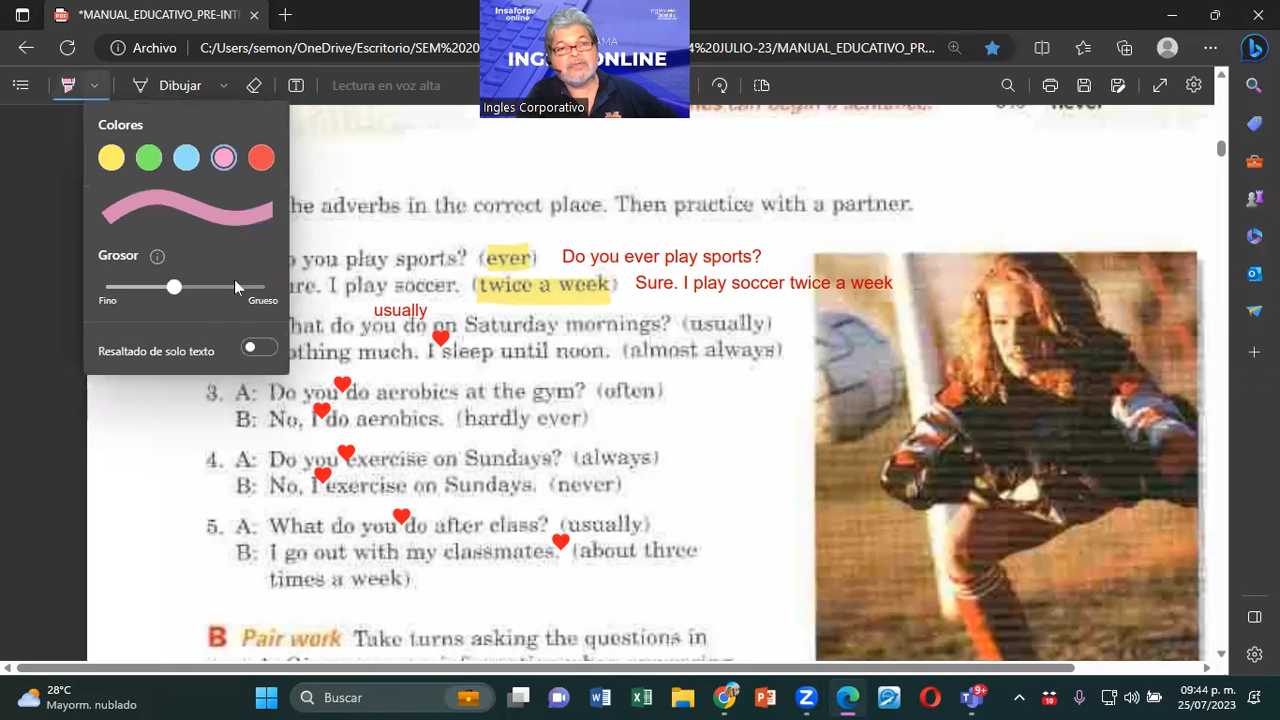 *MANUAL_EDUCATIVO_PRE-INT
Archivo
C:/Users/semon/OneDrive/Escritorio/SEM%2020
4%20JULIO-23/MANUAL_EDUCATIVO_PRE...
Insaforp
online
AMA
ING ONLINE
Ingles Corporativo
Dibujar
Lectura en voz alta
Colores
Grosor
Fino
Grueso
Resaltado de solo texto
never
he adverbs in the correct place. Then practice with a partner.
o you play sports? (ever) Do you ever play sports?
re. I play soccer. (twice a week) Sure. I play soccer twice a week
usually
hat do you do on Saturday mornings? (usually)
othing much. I sleep until noon. (almost always)
3. A: Do you do aerobics at the gym? (often)
B: No, I do aerobics. (hardly ever)
4. A: Do you exercise on Sundays? (always)
B: No, I exercise on Sundays. (never)
5. A: What do you do after class? (usually)
B: I go out with my classmates. (about three
times a week)
B Pair work Take turns asking the questions in
28°C
Mayorm. nublado
Buscar
9+
10
09:44 p. m.
25/07/2023